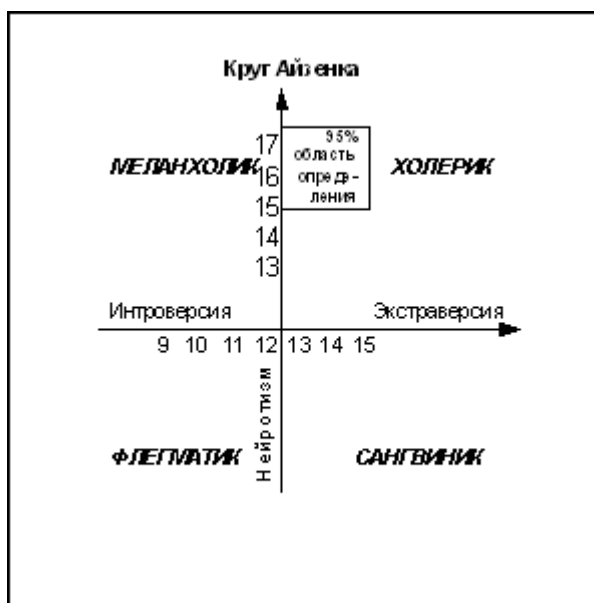 Круг Айзенка
17
95%
область
опреде-
ления
МЕЛАНХОЛИК
16
ХОЛЕРИК
15
14
13
Интроверсия
Экстраверсия
9 10 11 12 13 14 15
Нейротизм
ФЛЕГМАТИК
САНГВИНИК